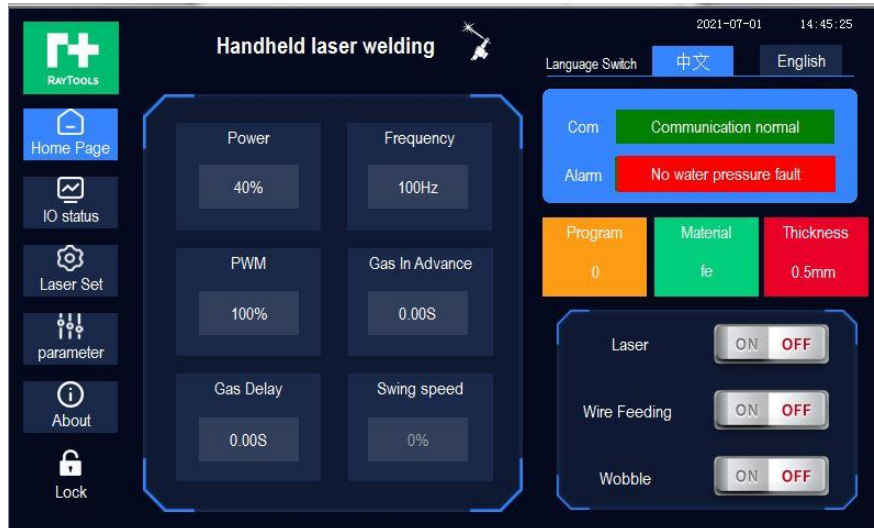 2021-07-01 14:45:25
RAYTOOLS
Handheld laser welding
Language Switch 中文 English
Home Page
IO status
Laser Set
parameter
About
Lock
Power Frequency
40% 100Hz
PWM Gas In Advance
100% 0.00S
Gas Delay Swing speed
0.00S 0%
Com Communication normal
Alarm No water pressure fault
Program Material Thickness
0 fe 0.5mm
Laser ON OFF
Wire Feeding ON OFF
Wobble ON OFF